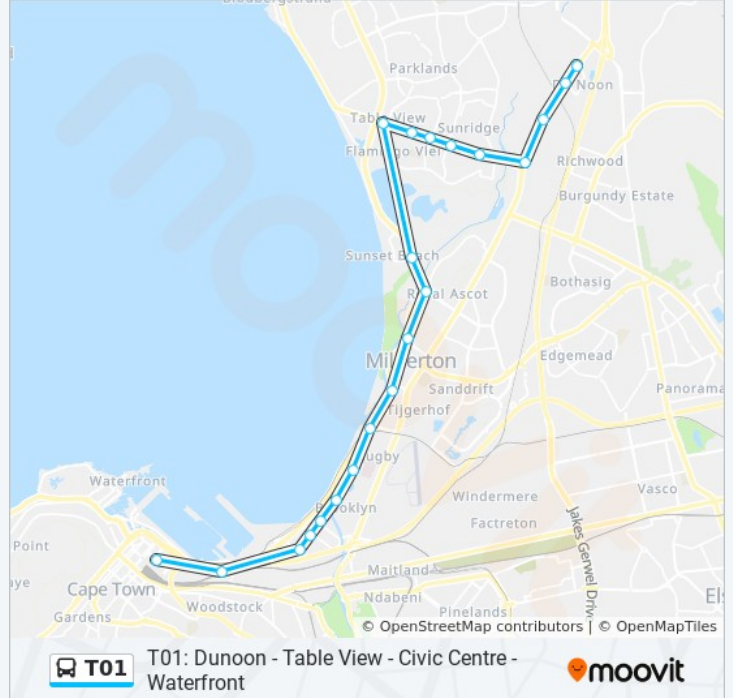 Parklands
Du Noon
Table View
Sunridge
Flamingo Vlei
Richwood
Burgundy Estate
Sunset Beach
Royal Ascot
Bothasig
Milnerton
Edgemead
Sanddrift
Panorama
Tijgerhof
Rugby
Waterfront
Windermere
Vasco
Brooklyn
Factreton
Jakes Gerwel Drive
Point
Maitland
Cape Town
Ndabeni
Woodstock
Pinelands
Gardens
© OpenStreetMap contributors | © OpenMapTiles
T01
T01: Dunoon - Table View - Civic Centre -
Waterfront
moovit